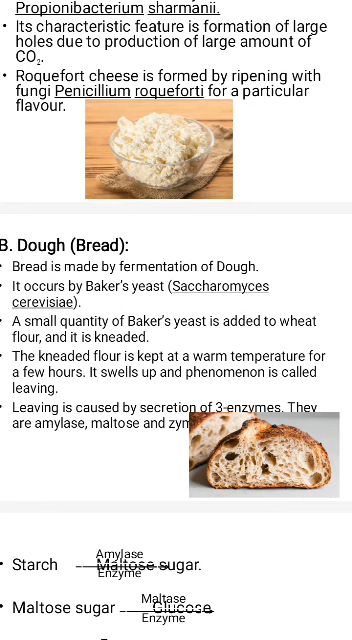 Propionibacterium sharmanii.
• Its characteristic feature is formation of large
holes due to production of large amount of
CO₂.
• Roquefort cheese is formed by ripening with
fungi Penicillium roqueforti for a particular
flavour.
B. Dough (Bread):
• Bread is made by fermentation of Dough.
• It occurs by Baker's yeast (Saccharomyces
cerevisiae).
• A small quantity of Baker's yeast is added to wheat
flour, and it is kneaded.
• The kneaded flour is kept at a warm temperature for
a few hours. It swells up and phenomenon is called
leaving.
• Leaving is caused by secretion of 3-enzymes. They
are amylase, maltose and zym
Amylase
• Starch Maltose sugar.
Enzyme
Maltase
• Maltose sugar Glucose
Enzyme